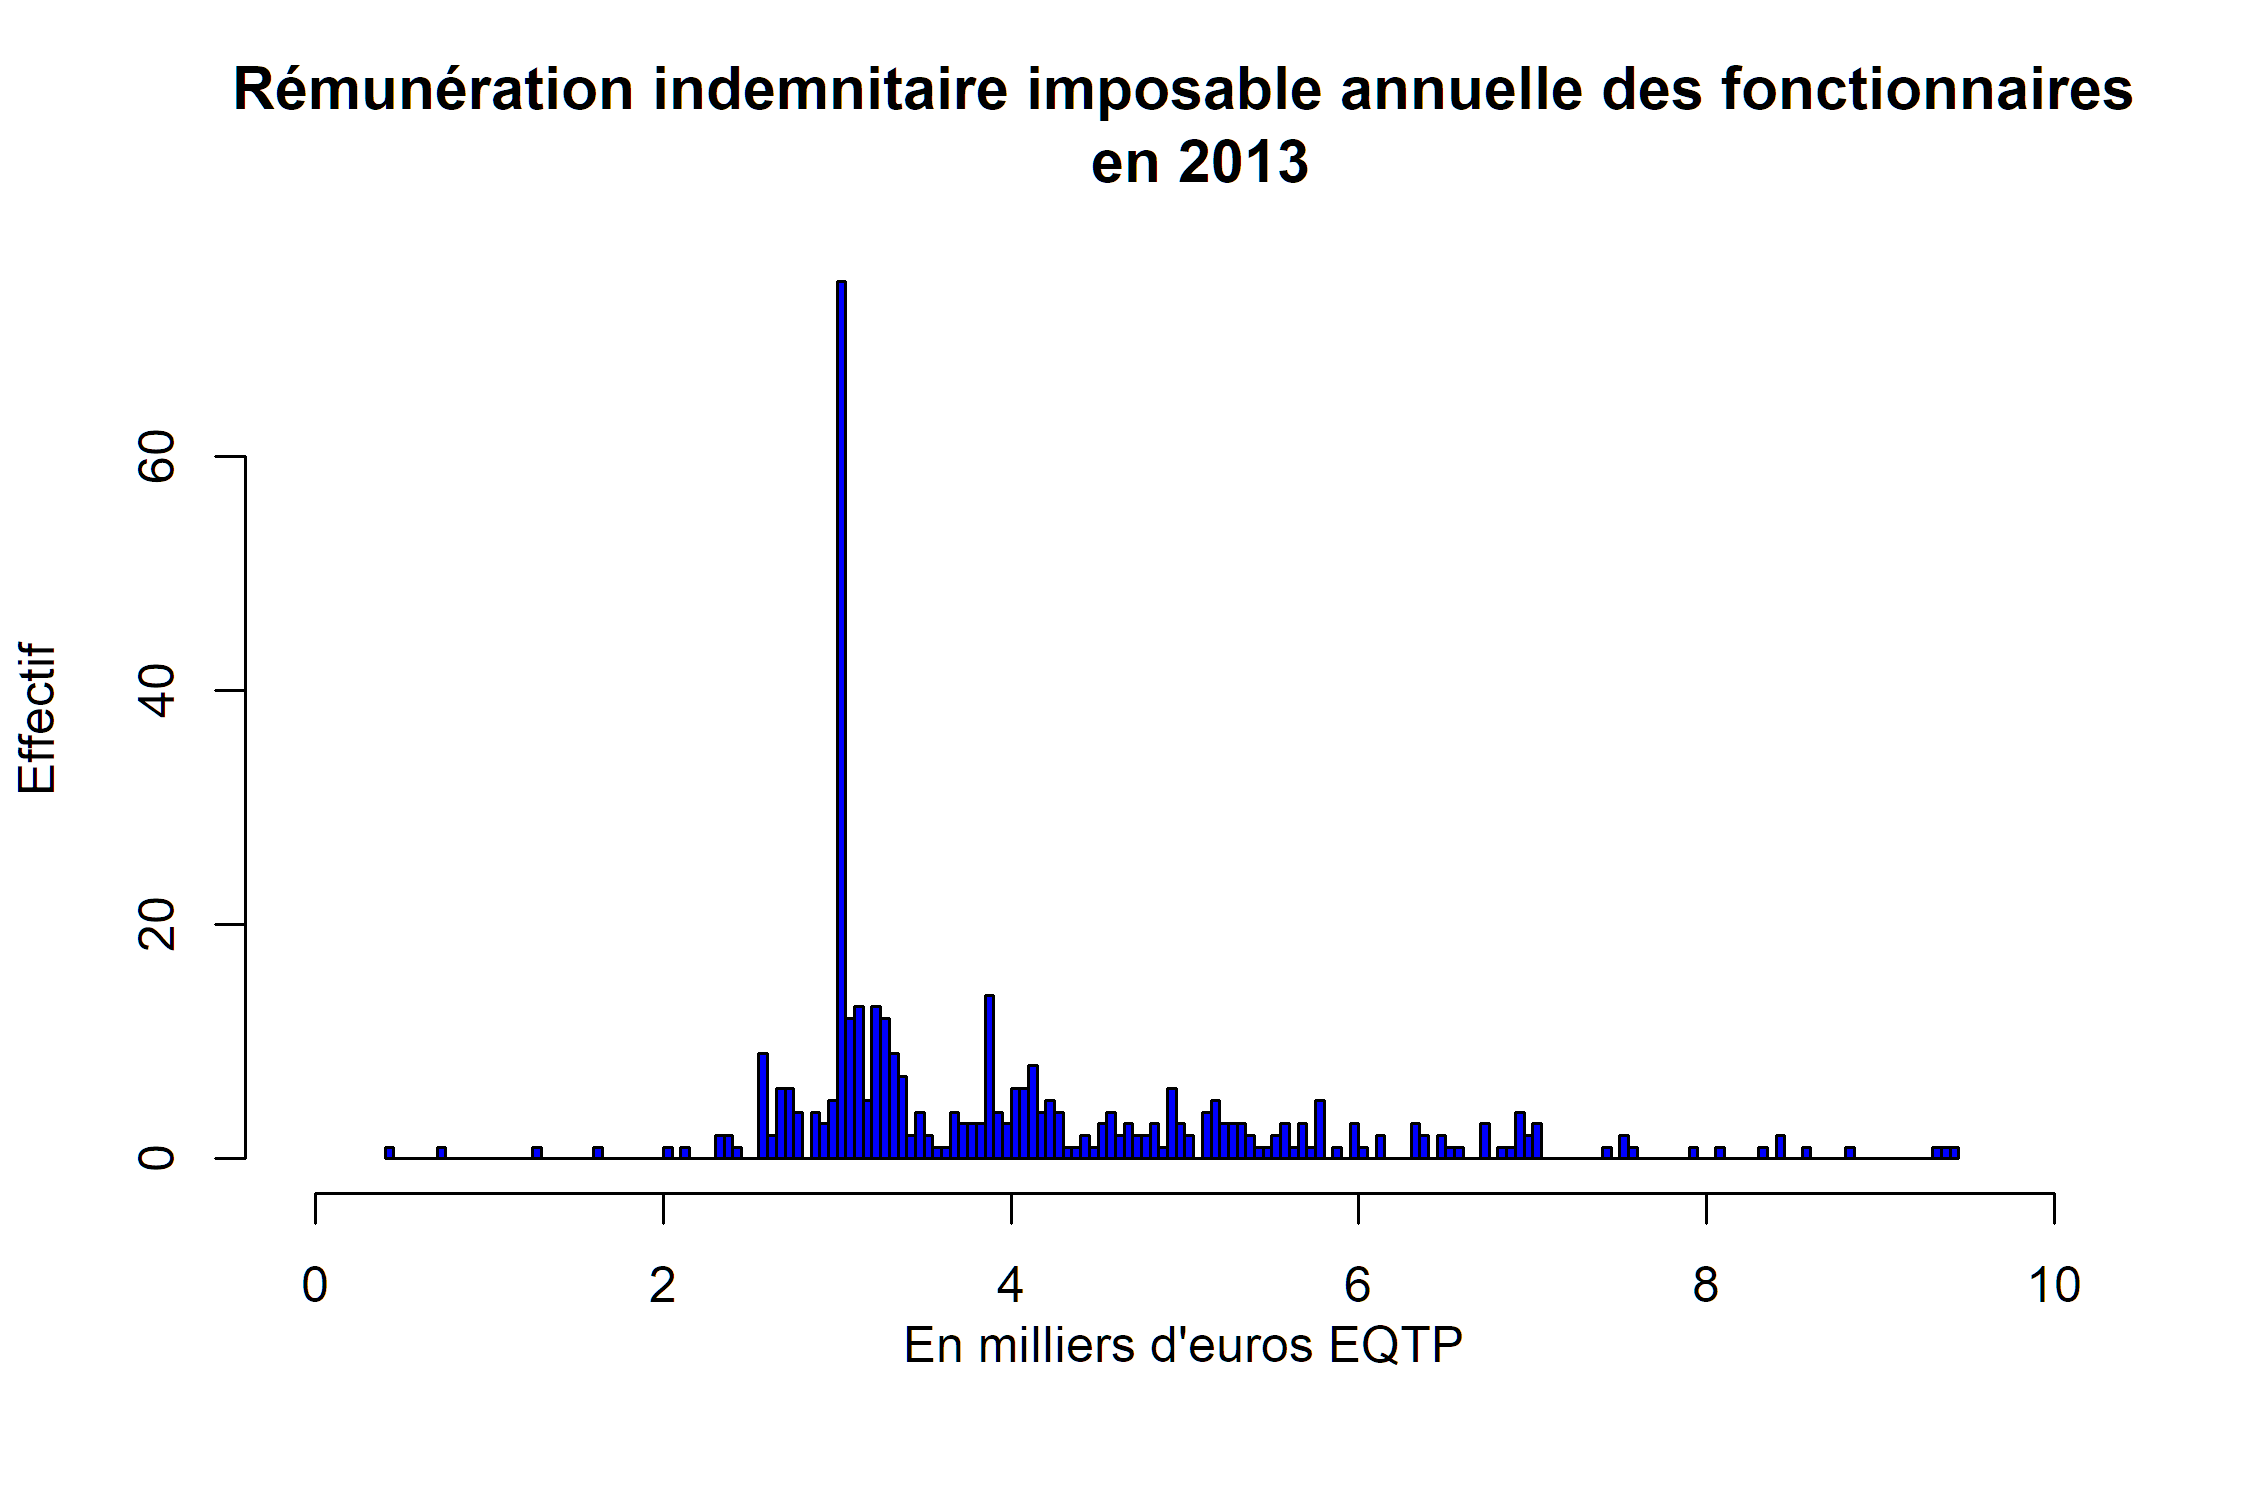 Rémunération indemnitaire imposable annuelle des fonctionnaires
en 2013
Effectif
60
40
20
0
0 2 4 6 8 10
En milliers d'euros EQTP